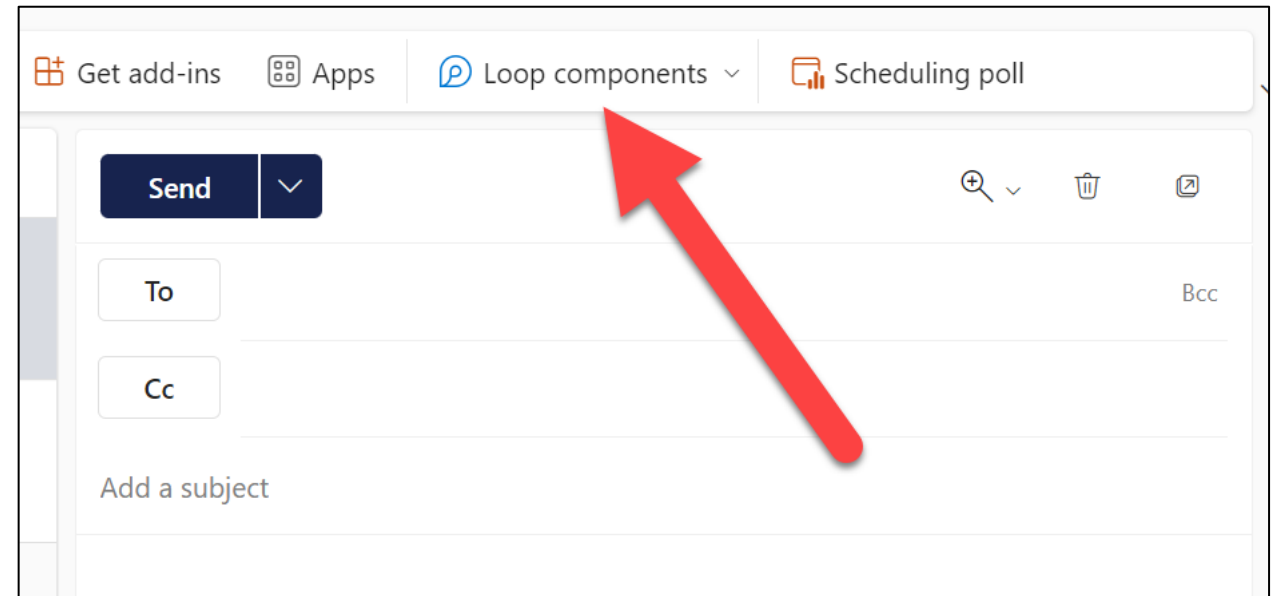 Get add-ins Apps Loop components Scheduling poll
Send
To Bcc
Cc
Add a subject